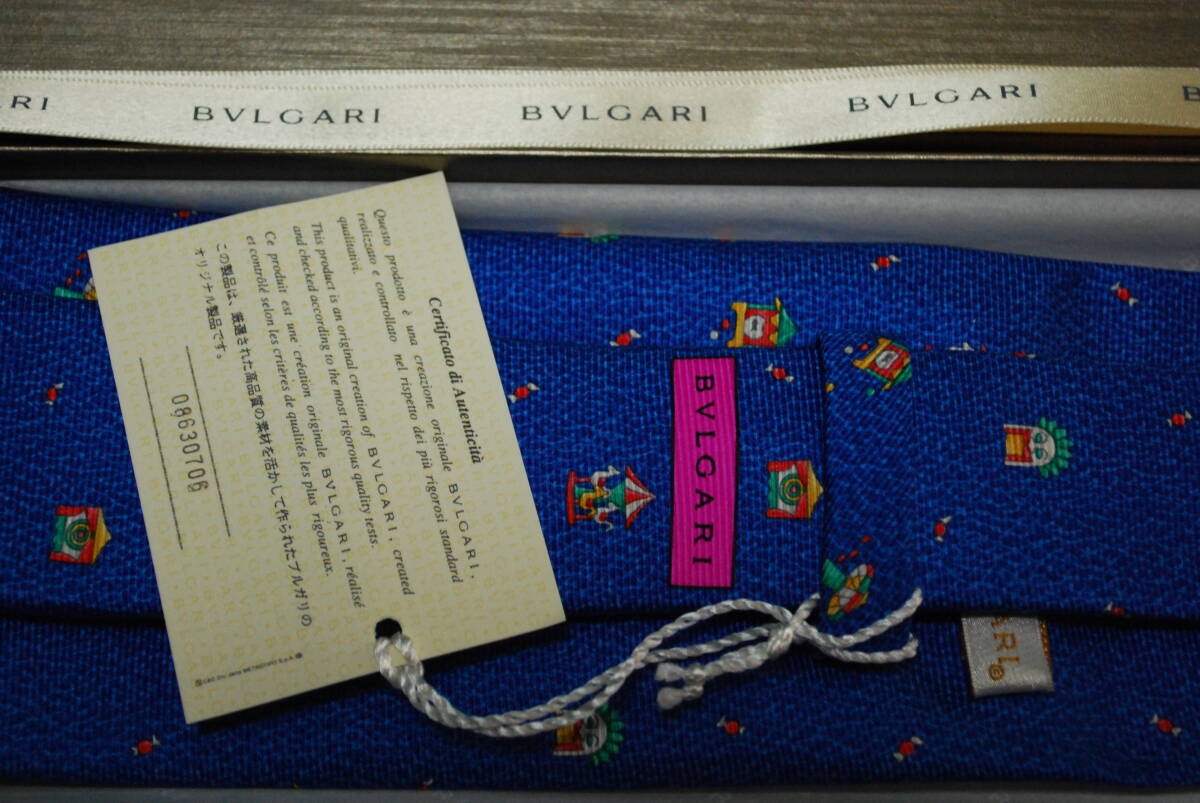 RI BVLGARI BVLGARI BVLGARI B
Certificato di Autenticità
Questo prodotto è una creazione originale BVLGARI,
realizzato e controllato nel rispetto dei più rigorosi standard
qualitativi.
This product is an original creation of BVLGARI, created
and checked according to the most rigorous quality tests.
Ce produit est une création originale BVLGARI, réalisé
et contrôlé selon les critères de qualités les plus rigoureux.
この製品は、厳選された高品質の素材を活かして作られたブルガリの
オリジナル製品です。
08630706
BVLGARI
ARI®